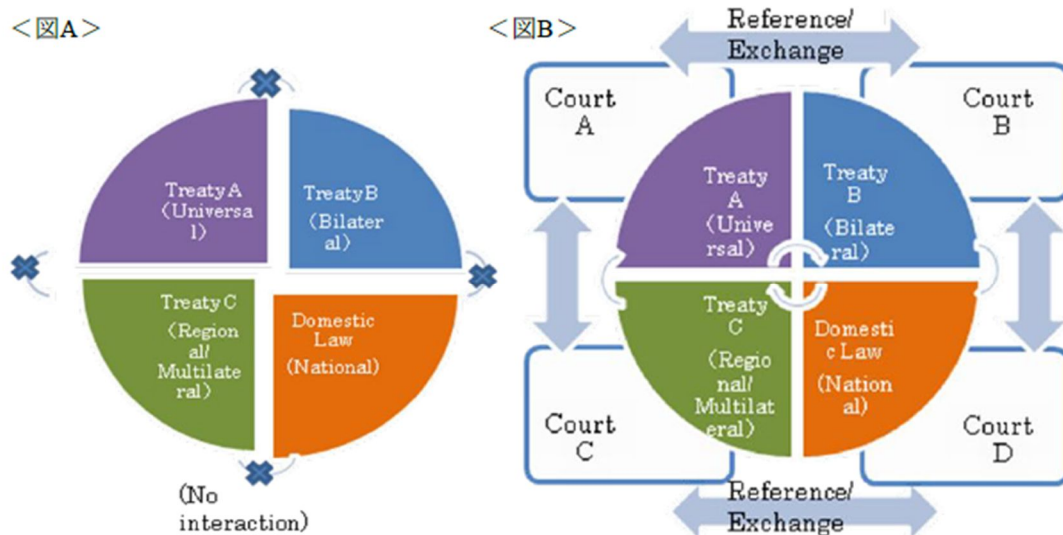 <図A>
Treaty A
(Universa
l)
Treaty B
(Bilater
al)
Treaty C
(Region
al/
Multilate
ral)
Domestic
Law
(National)
(No
interaction)
<図B>
Reference/
Exchange
Court
A
Court
B
Treaty
A
(Unive
rsal)
Treaty
B
(Bilate
ral)
Treaty
C
(Regio
nal/
Multilat
eral)
Domesti
c Law
(Nation
al)
Court
C
Court
D
Reference/
Exchange